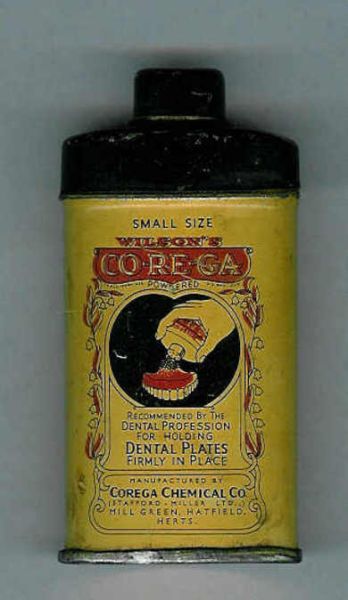 SMALL SIZE
WILSON'S
CO-RE-GA
POWDERED
RECOMMENDED BY THE
DENTAL PROFESSION
FOR HOLDING
DENTAL PLATES
FIRMLY IN PLACE
MANUFACTURED BY
COREGA CHEMICAL CO
(STAFFORD-MILLER LTD.,)
MILL GREEN, HATFIELD,
HERTS.